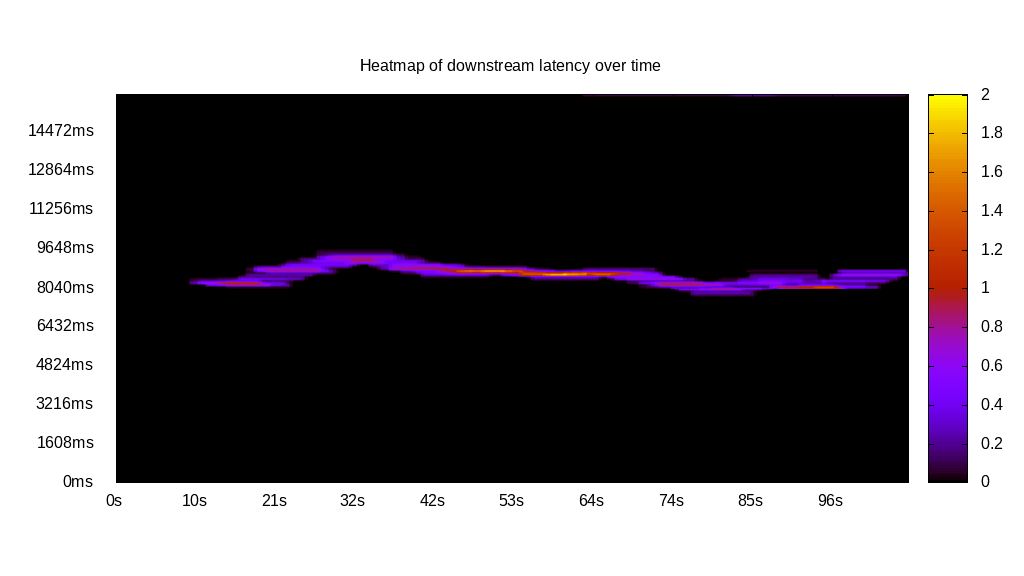 Heatmap of downstream latency over time
14472ms
12864ms
11256ms
9648ms
8040ms
6432ms
4824ms
3216ms
1608ms
0ms
0s 10s 21s 32s 42s 53s 64s 74s 85s 96s
2
1.8
1.6
1.4
1.2
1
0.8
0.6
0.4
0.2
0